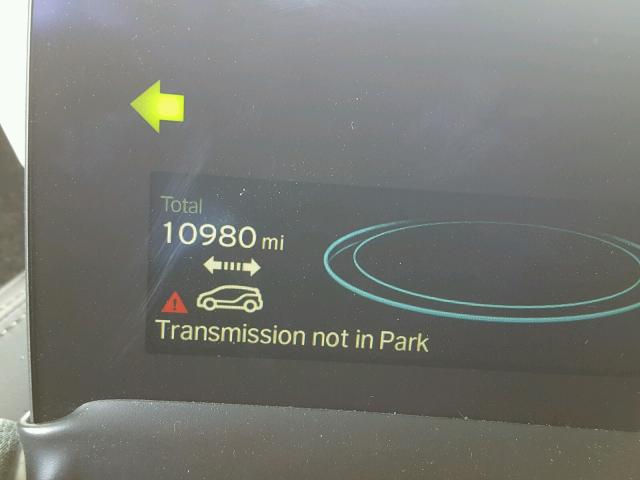 Total
10980 mi
Transmission not in Park